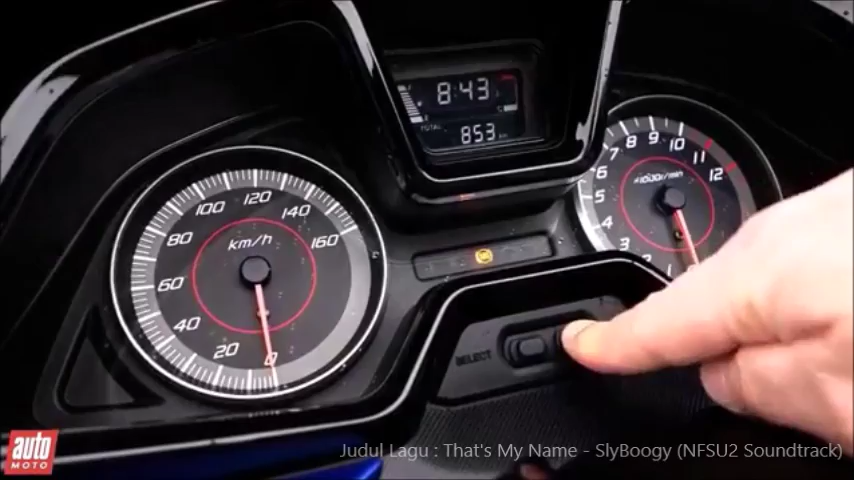 8:43
TOTAL
853
km/h
0
20
40
60
80
100
120
140
160
x1000r/min
3
4
5
6
7
8
9
10
11
12
ABS
SELECT
auto
MOTO
Judul Lagu : That's My Name - SlyBoogy (NFSU2 Soundtrack)